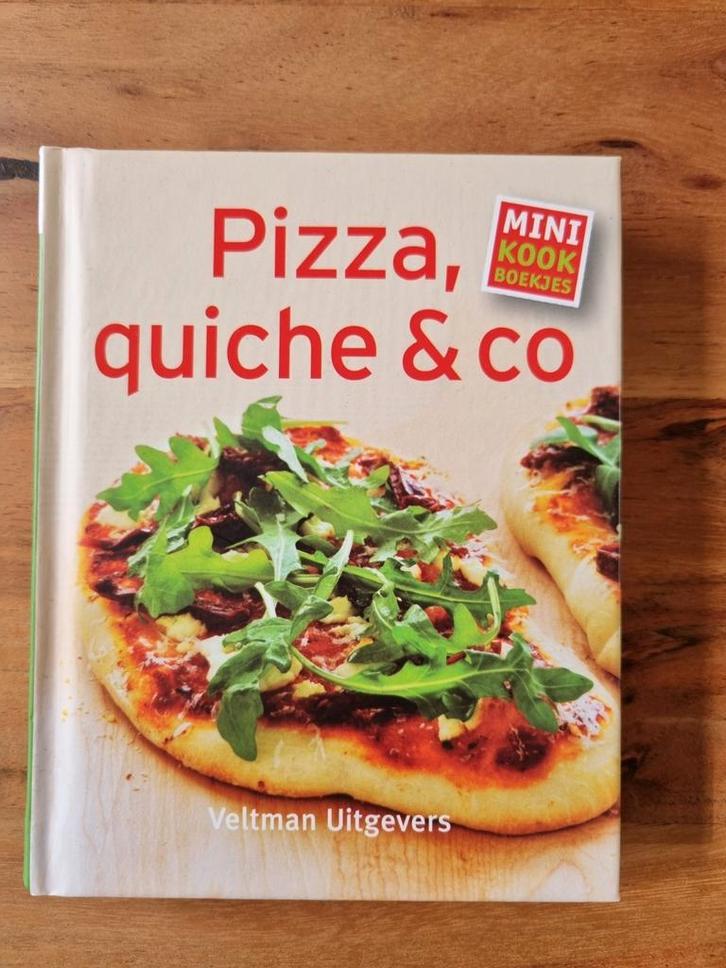 Pizza,
quiche & co
MINI
KOOK
BOEKJES
Veltman Uitgevers